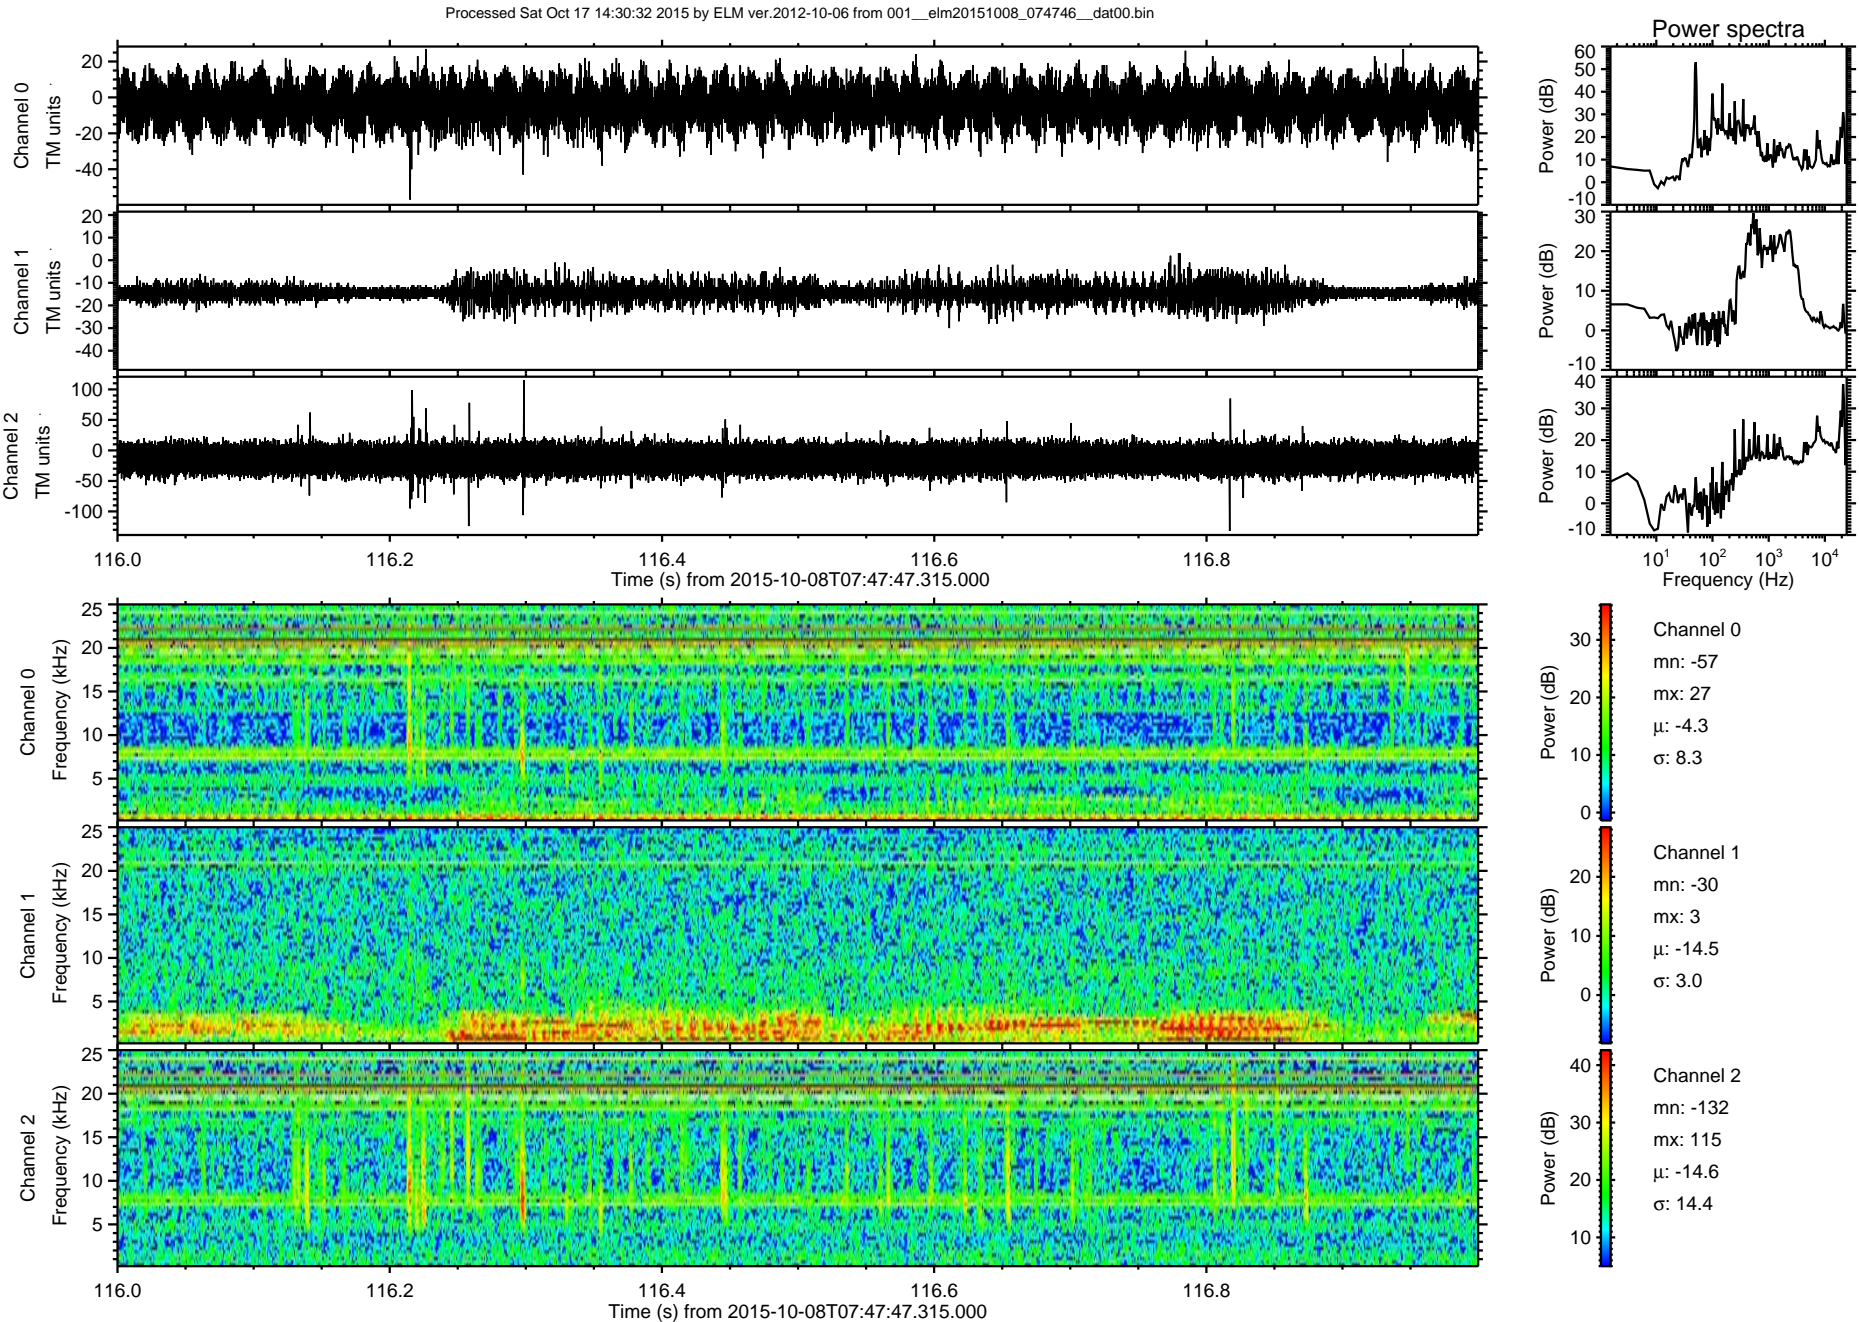 Processed Sat Oct 17 14:30:32 2015 by ELM ver.2012-10-06 from 001__elm20151008_074746__dat00.bin
Power spectra
Channel 0
TM units
20
0
-20
-40
Power (dB)
60
50
40
30
20
10
0
-10
Channel 1
TM units
20
10
0
-10
-20
-30
-40
Power (dB)
30
20
10
0
-10
Channel 2
TM units
100
50
0
-50
-100
Power (dB)
40
30
20
10
0
-10
116.0 116.2 116.4 116.6 116.8
Time (s) from 2015-10-08T07:47:47.315.000
10^1 10^2 10^3 10^4
Frequency (Hz)
Channel 0
Frequency (kHz)
25
20
15
10
5
Power (dB)
30
20
10
0
Channel 0
mn: -57
mx: 27
μ: -4.3
σ: 8.3
Channel 1
Frequency (kHz)
25
20
15
10
5
Power (dB)
20
10
0
Channel 1
mn: -30
mx: 3
μ: -14.5
σ: 3.0
Channel 2
Frequency (kHz)
25
20
15
10
5
Power (dB)
40
30
20
10
Channel 2
mn: -132
mx: 115
μ: -14.6
σ: 14.4
116.0 116.2 116.4 116.6 116.8
Time (s) from 2015-10-08T07:47:47.315.000